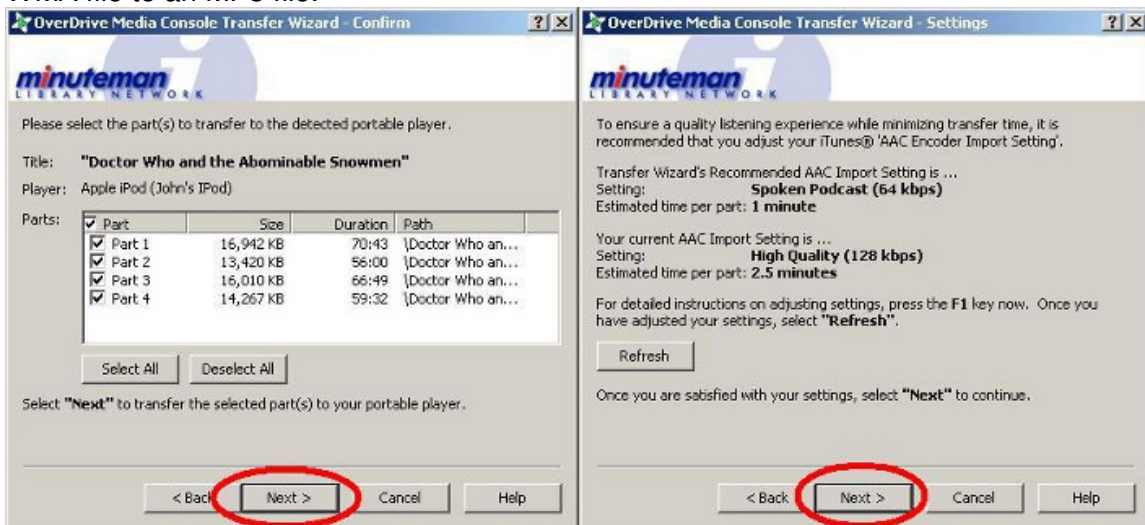 OverDrive Media Console Transfer Wizard - Confirm
minuteman
LIBRARY NETWORK
Please select the part(s) to transfer to the detected portable player.
Title: "Doctor Who and the Abominable Snowmen"
Player: Apple iPod (John's IPod)
Parts:
Part Size Duration Path
Part 1 16,942 KB 70:43 \Doctor Who an...
Part 2 13,420 KB 56:00 \Doctor Who an...
Part 3 16,010 KB 66:49 \Doctor Who an...
Part 4 14,267 KB 59:32 \Doctor Who an...
Select All Deselect All
Select "Next" to transfer the selected part(s) to your portable player.
< Back Next > Cancel Help
OverDrive Media Console Transfer Wizard - Settings
minuteman
LIBRARY NETWORK
To ensure a quality listening experience while minimizing transfer time, it is
recommended that you adjust your iTunes® 'AAC Encoder Import Setting'.
Transfer Wizard's Recommended AAC Import Setting is ...
Setting: Spoken Podcast (64 kbps)
Estimated time per part: 1 minute
Your current AAC Import Setting is ...
Setting: High Quality (128 kbps)
Estimated time per part: 2.5 minutes
For detailed instructions on adjusting settings, press the F1 key now. Once you
have adjusted your settings, select "Refresh".
Refresh
Once you are satisfied with your settings, select "Next" to continue.
< Back Next > Cancel Help